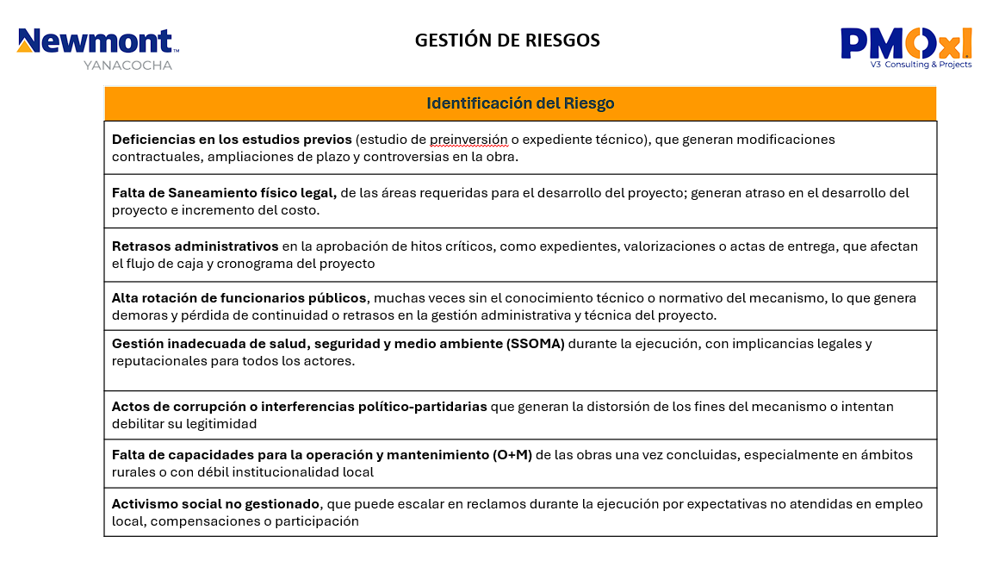 Newmont™
YANACOCHA
GESTIÓN DE RIESGOS
PMOxI
V3 Consulting & Projects
Identificación del Riesgo
Deficiencias en los estudios previos (estudio de preinversión o expediente técnico), que generan modificaciones
contractuales, ampliaciones de plazo y controversias en la obra.
Falta de Saneamiento físico legal, de las áreas requeridas para el desarrollo del proyecto; generan atraso en el desarrollo del
proyecto e incremento del costo.
Retrasos administrativos en la aprobación de hitos críticos, como expedientes, valorizaciones o actas de entrega, que afectan
el flujo de caja y cronograma del proyecto
Alta rotación de funcionarios públicos, muchas veces sin el conocimiento técnico o normativo del mecanismo, lo que genera
demoras y pérdida de continuidad o retrasos en la gestión administrativa y técnica del proyecto.
Gestión inadecuada de salud, seguridad y medio ambiente (SSOMA) durante la ejecución, con implicancias legales y
reputacionales para todos los actores.
Actos de corrupción o interferencias político-partidarias que generan la distorsión de los fines del mecanismo o intentan
debilitar su legitimidad
Falta de capacidades para la operación y mantenimiento (O+M) de las obras una vez concluidas, especialmente en ámbitos
rurales o con débil institucionalidad local
Activismo social no gestionado, que puede escalar en reclamos durante la ejecución por expectativas no atendidas en empleo
local, compensaciones o participación